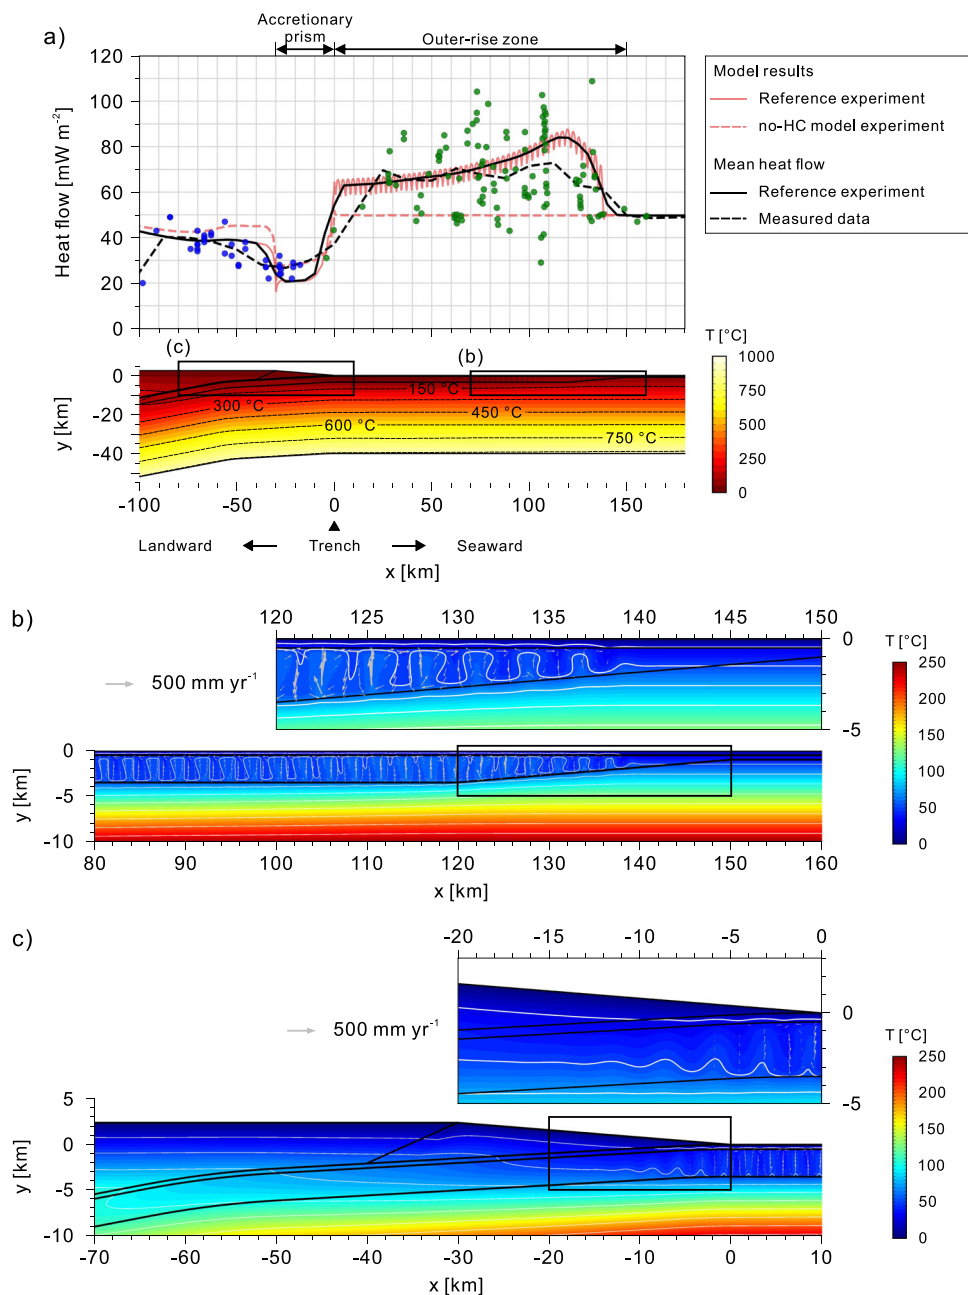 a)
Accretionary
prism
Outer-rise zone
120
100
80
60
40
20
0
Heat flow [mW m⁻²]
Model results
Reference experiment
no-HC model experiment
Mean heat flow
Reference experiment
Measured data
(c)
(b)
0
-20
-40
y [km]
150 °C
300 °C
450 °C
600 °C
750 °C
T [°C]
1000
750
500
250
0
-100 -50 0 50 100 150
Landward Trench Seaward
x [km]
b)
120 125 130 135 140 145 150
500 mm yr⁻¹
0
-5
T [°C]
250
200
150
100
50
0
0
-5
-10
y [km]
80 90 100 110 120 130 140 150 160
x [km]
c)
-20 -15 -10 -5 0
500 mm yr⁻¹
0
-5
T [°C]
250
200
150
100
50
0
5
0
-5
-10
y [km]
-70 -60 -50 -40 -30 -20 -10 0 10
x [km]